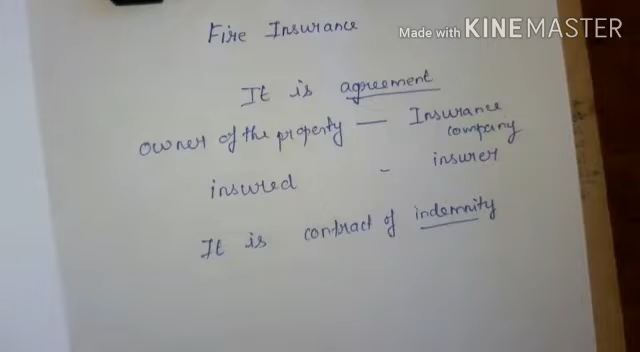 Fire Insurance
Made with KINEMASTER
It is agreement
owner of the property — Insurance company
insured - insurer
It is contract of indemnity